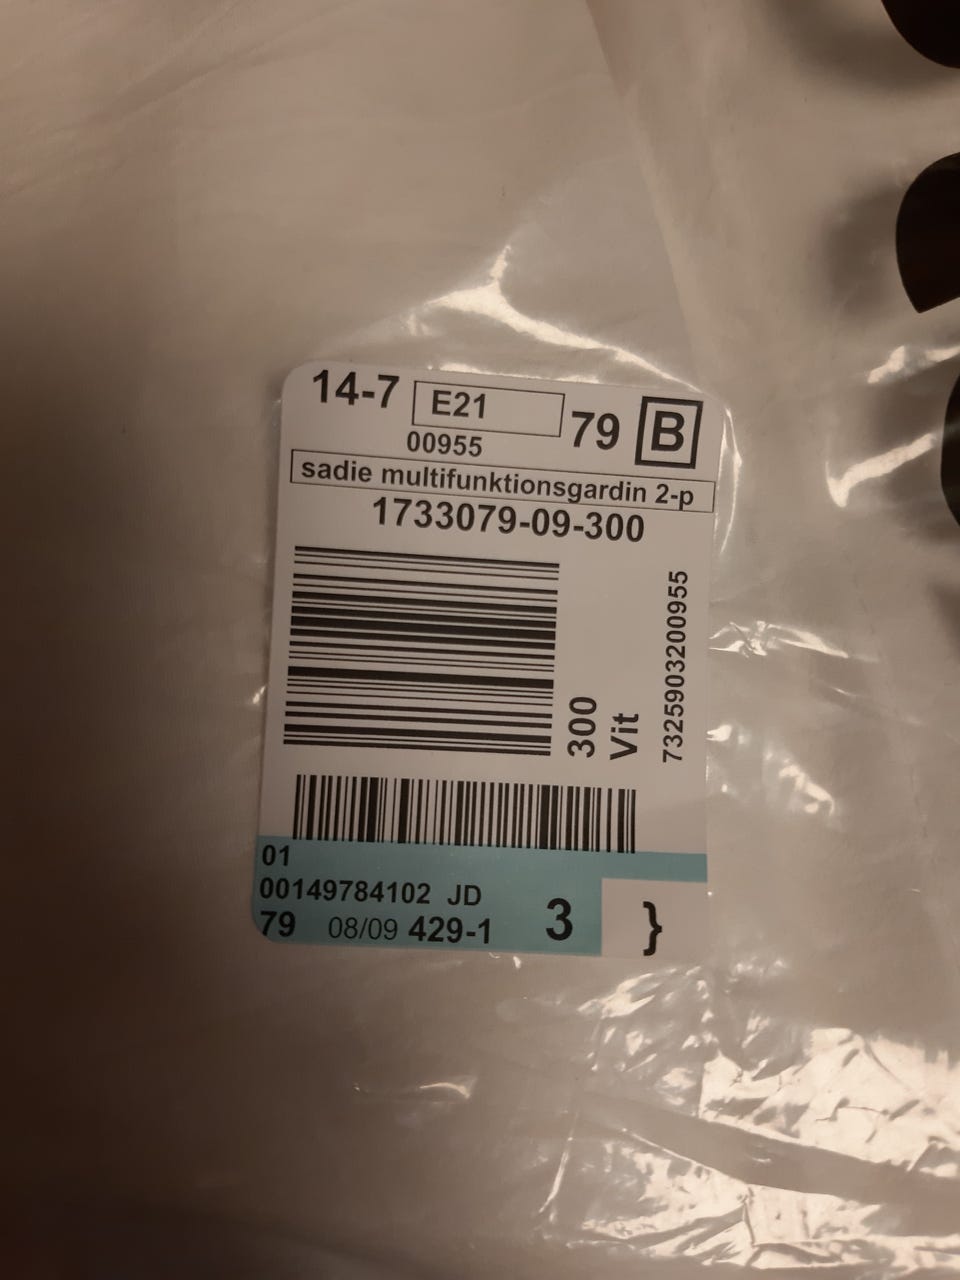 14-7 E21 79 B
00955
sadie multifunktionsgardin 2-p
1733079-09-300
300
Vit
7325903200955
01
00149784102 JD
79 08/09 429-1 3 }